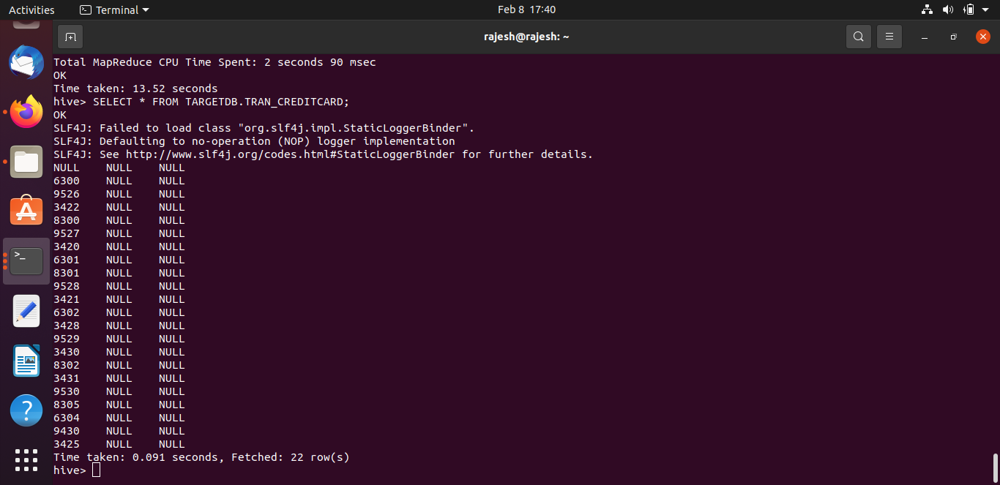 Activities Terminal Feb 8 17:40
rajesh@rajesh: ~
Total MapReduce CPU Time Spent: 2 seconds 90 msec
OK
Time taken: 13.52 seconds
hive> SELECT * FROM TARGETDB.TRAN_CREDITCARD;
OK
SLF4J: Failed to load class "org.slf4j.impl.StaticLoggerBinder".
SLF4J: Defaulting to no-operation (NOP) logger implementation
SLF4J: See http://www.slf4j.org/codes.html#StaticLoggerBinder for further details.
NULL NULL NULL
6300 NULL NULL
9526 NULL NULL
3422 NULL NULL
8300 NULL NULL
9527 NULL NULL
3420 NULL NULL
6301 NULL NULL
8301 NULL NULL
9528 NULL NULL
3421 NULL NULL
6302 NULL NULL
3428 NULL NULL
9529 NULL NULL
3430 NULL NULL
8302 NULL NULL
3431 NULL NULL
9530 NULL NULL
8305 NULL NULL
6304 NULL NULL
9430 NULL NULL
3425 NULL NULL
Time taken: 0.091 seconds, Fetched: 22 row(s)
hive>